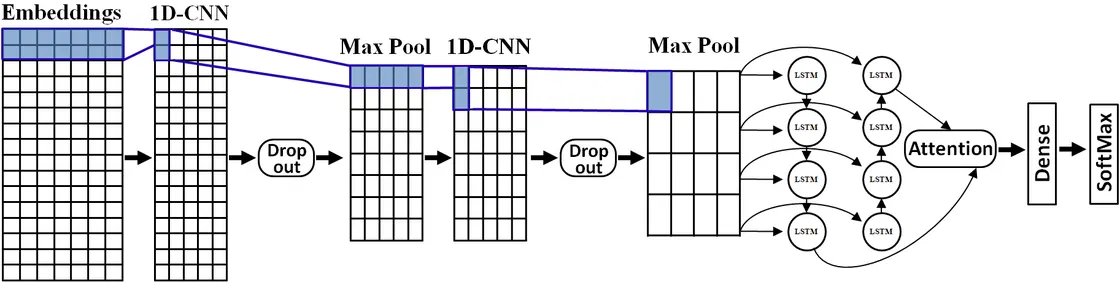 Embeddings
1D-CNN
Max Pool
1D-CNN
Max Pool
Drop
out
Drop
out
LSTM
LSTM
LSTM
LSTM
LSTM
LSTM
LSTM
LSTM
Attention
Dense
SoftMax